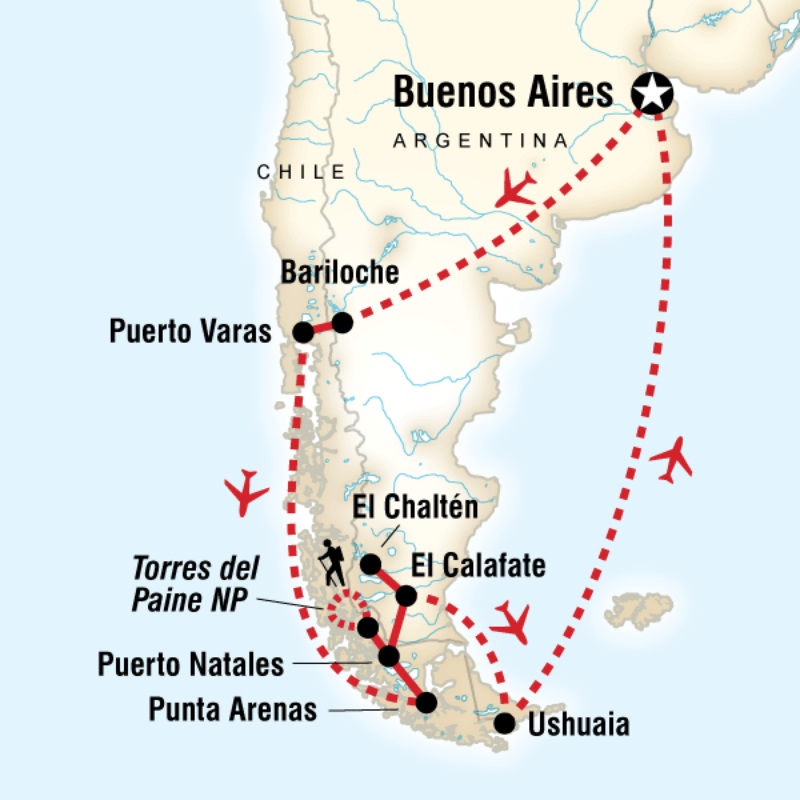 Buenos Aires
ARGENTINA
CHILE
Bariloche
Puerto Varas
El Chaltén
El Calafate
Torres del
Paine NP
Puerto Natales
Punta Arenas
Ushuaia